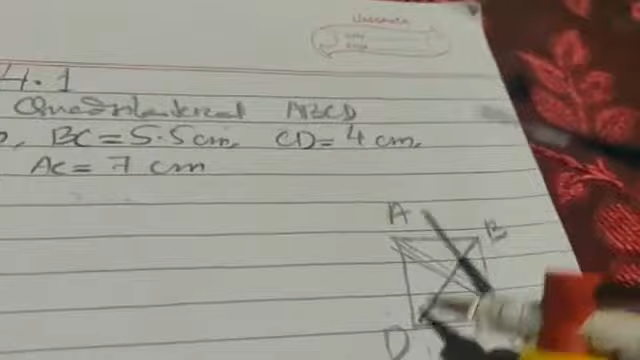 4.1
Quadrilateral ABCD
BC = 5.5 cm, CD = 4 cm,
AC = 7 cm
A
B
D